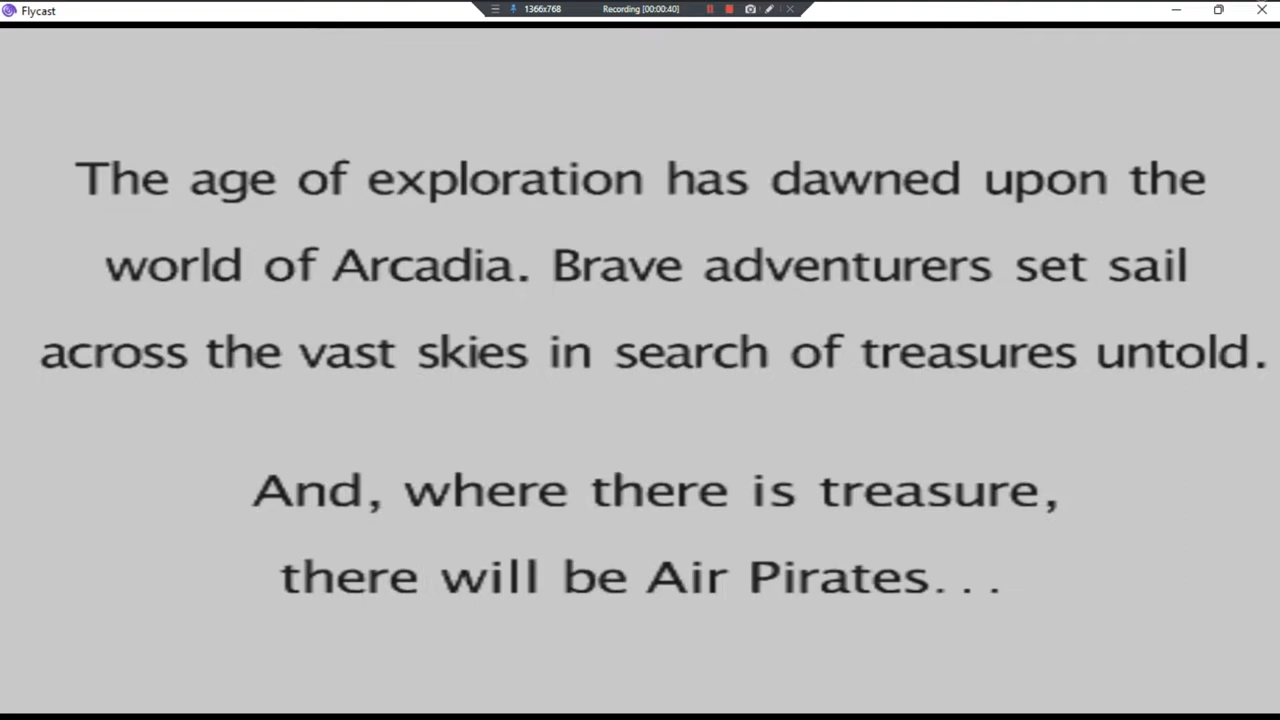 Flycast
1366x768
Recording [00:00:40]
The age of exploration has dawned upon the
world of Arcadia. Brave adventurers set sail
across the vast skies in search of treasures untold.
And, where there is treasure,
there will be Air Pirates...